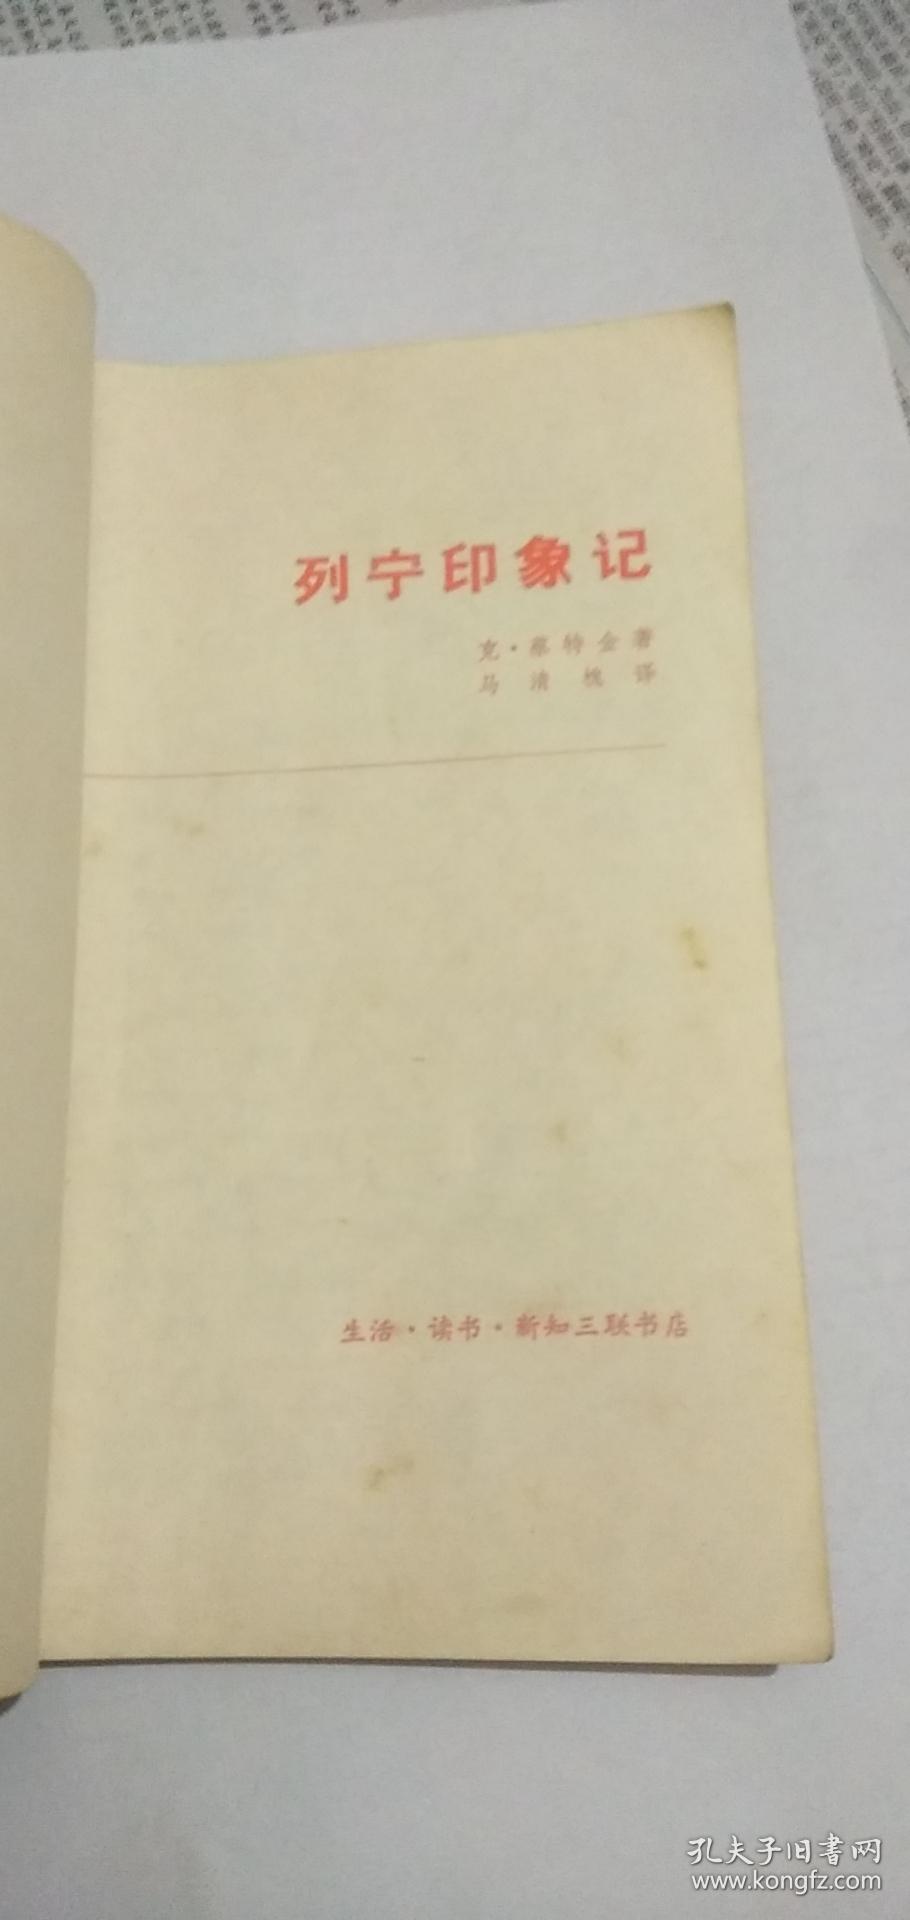 列宁印象记
克·蔡特金著
马清槐译
生活·读书·新知三联书店
孔夫子旧书网
www.kongfz.com